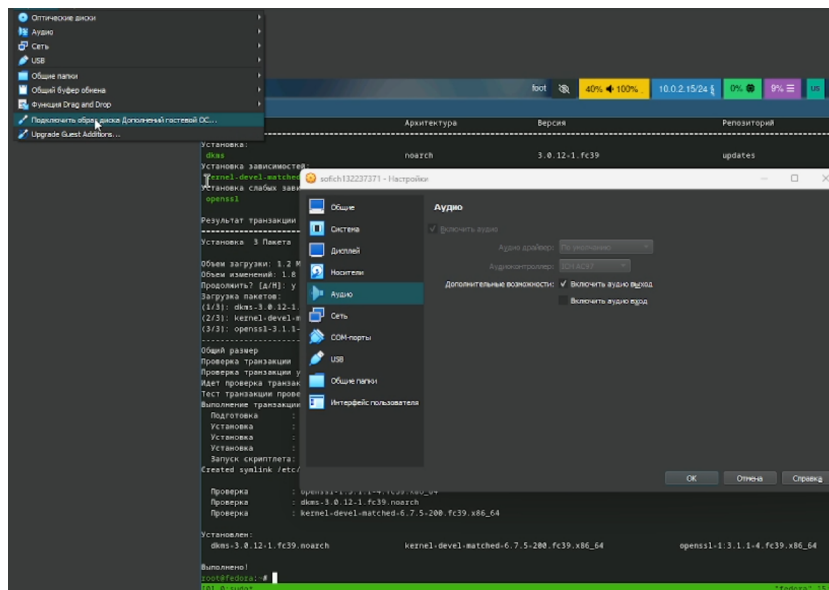 Оптические диски
Аудио
Сеть
USB
Общие папки
Общий буфер обмена
Функция Drag and Drop
Подключить образ диска Дополнений гостевой ОС...
Upgrade Guest Additions...
foot 40% 100% 10.0.2.15/24 0% 9% us
Архитектура Версия Репозиторий
Установка:
dkms noarch 3.0.12-1.fc39 updates
Установка зависимостей:
kernel-devel-matched
Установка слабых
openssl
Результат транзакции
Установка 3 Пакета
Объем загрузки: 1.2 M
Объем изменений: 1.8
Продолжить? [д/Н]: y
Загрузка пакетов:
(1/3): dkms-3.0.12-1.
(2/3): kernel-devel-m
(3/3): openssl-3.1.1-
Общий размер
Проверка транзакции
Проверка транзакции у
Идет проверка транзак
Тест транзакции прове
Выполнение транзакции
Подготовка :
Установка :
Установка :
Установка :
Запуск скриптлета:
Created symlink /etc/
sofich132237371 - Настройки
Общие
Система
Дисплей
Носители
Аудио
Сеть
COM-порты
USB
Общие папки
Интерфейс пользователя
Аудио
Включить аудио
Аудио драйвер: По умолчанию
Аудиоконтроллер: ICH AC97
Дополнительные возможности: Включить аудио выход
Включить аудио вход
OK Отмена Справка
Проверка : openssl-1:3.1.1-4.fc39.x86_64
Проверка : dkms-3.0.12-1.fc39.noarch
Проверка : kernel-devel-matched-6.7.5-200.fc39.x86_64
Установлен:
dkms-3.0.12-1.fc39.noarch kernel-devel-matched-6.7.5-200.fc39.x86_64 openssl-1:3.1.1-4.fc39.x86_64
Выполнено!
root@fedora:~#